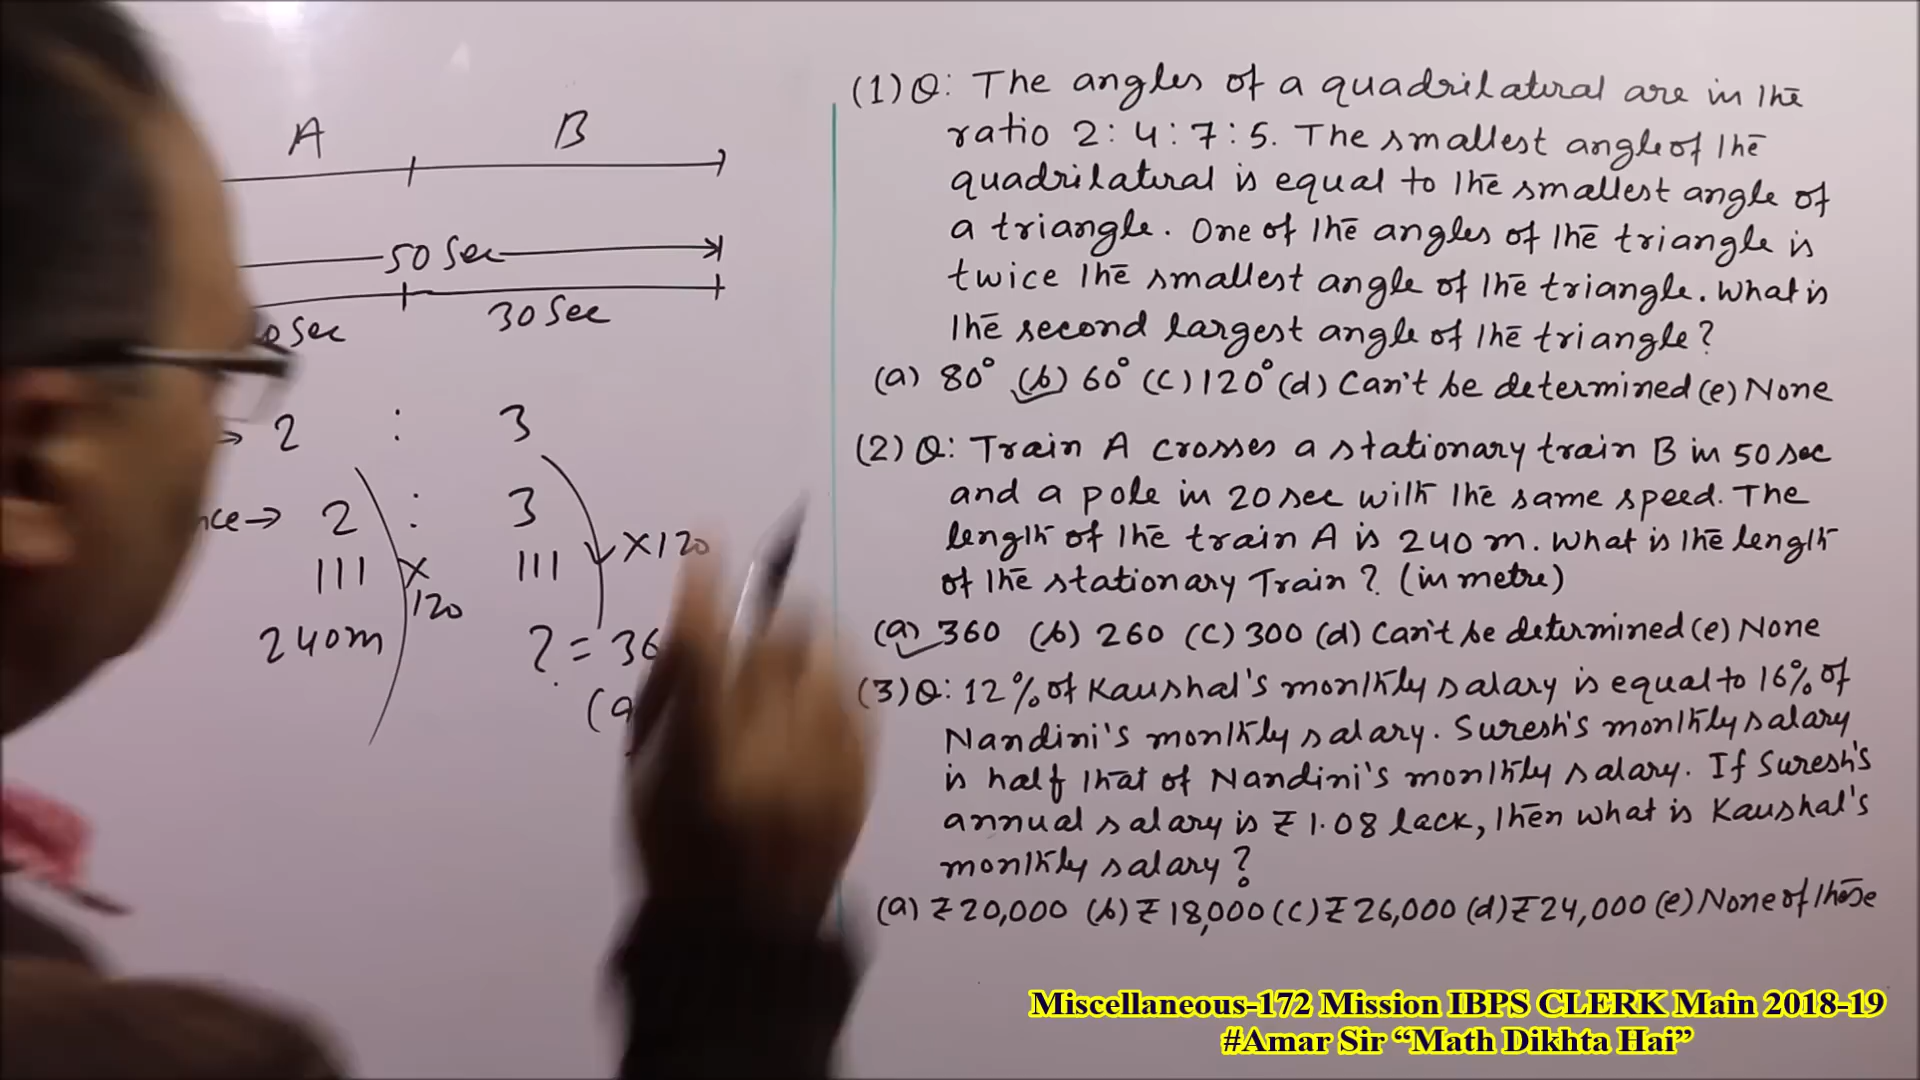 A B
50 Sec
Sec 30 Sec
2 : 3
→ 2 : 3
111 111 ×120
×
120
240m ? = 36
(a
(1) Q: The angles of a quadrilateral are in the
ratio 2 : 4 : 7 : 5. The smallest angle of the
quadrilateral is equal to the smallest angle of
a triangle. One of the angles of the triangle is
twice the smallest angle of the triangle. What is
the second largest angle of the triangle?
(a) 80° (b) 60° (c) 120° (d) Can't be determined (e) None
(2) Q: Train A crosses a stationary train B in 50 sec
and a pole in 20 sec with the same speed. The
length of the train A is 240 m. What is the length
of the stationary Train? (in metre)
(a) 360 (b) 260 (c) 300 (d) Can't be determined (e) None
(3) Q: 12% of Kaushal's monthly salary is equal to 16% of
Nandini's monthly salary. Suresh's monthly salary
is half that of Nandini's monthly salary. If Suresh's
annual salary is ₹ 1.08 lack, then what is Kaushal's
monthly salary?
(a) ₹ 20,000 (b) ₹ 18,000 (c) ₹ 26,000 (d) ₹ 24,000 (e) None of these
Miscellaneous-172 Mission IBPS CLERK Main 2018-19
#Amar Sir “Math Dikhta Hai”